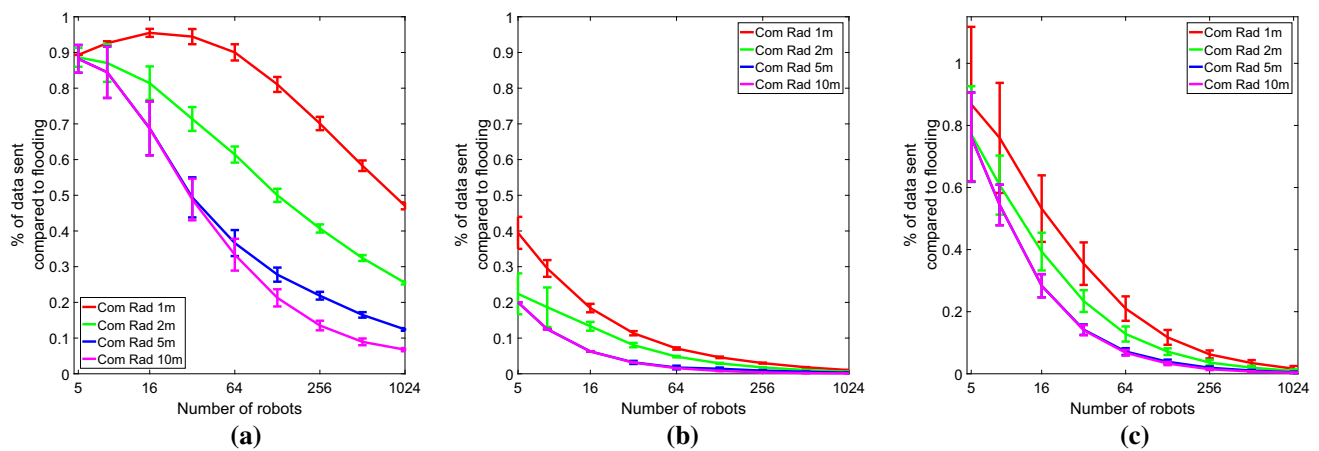 1
0.9
0.8
0.7
0.6
0.5
0.4
0.3
0.2
0.1
0
% of data sent
compared to flooding
Com Rad 1m
Com Rad 2m
Com Rad 5m
Com Rad 10m
5 16 64 256 1024
Number of robots
(a)
1
0.9
0.8
0.7
0.6
0.5
0.4
0.3
0.2
0.1
0
% of data sent
compared to flooding
Com Rad 1m
Com Rad 2m
Com Rad 5m
Com Rad 10m
5 16 64 256 1024
Number of robots
(b)
1
0.8
0.6
0.4
0.2
0
% of data sent
compared to flooding
Com Rad 1m
Com Rad 2m
Com Rad 5m
Com Rad 10m
5 16 64 256 1024
Number of robots
(c)